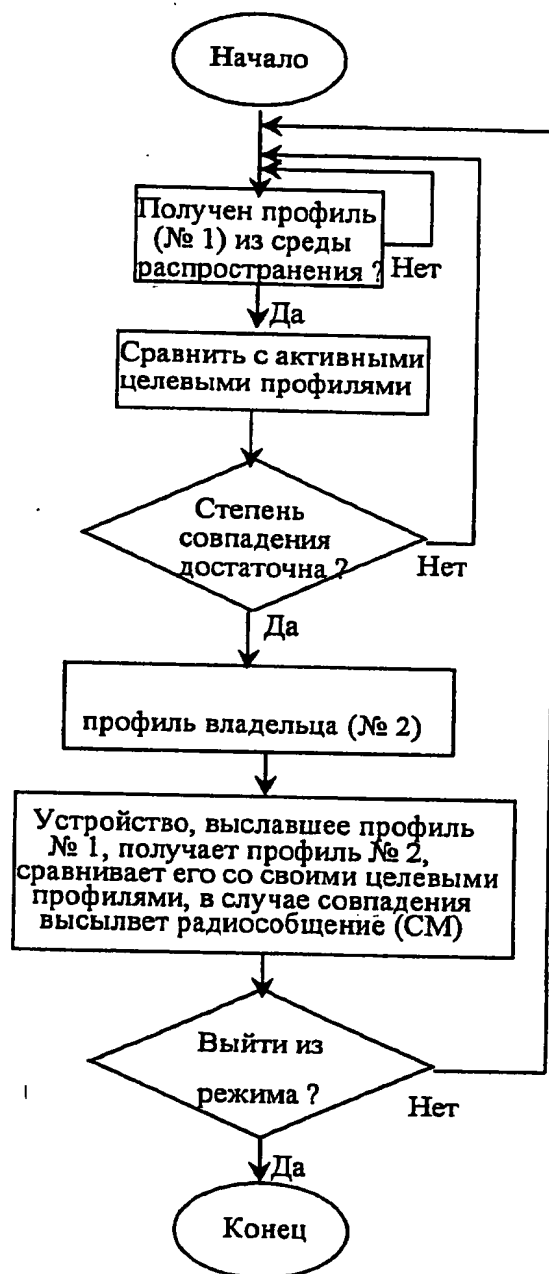 Начало
Получен профиль
(№ 1) из среды
распространения ?
Нет
Да
Сравнить с активными
целевыми профилями
Степень
совпадения
достаточна ?
Нет
Да
профиль владельца (№ 2)
Устройство, выславшее профиль
№ 1, получает профиль № 2,
сравнивает его со своими целевыми
профилями, в случае совпадения
высылвет радиособщение (СМ)
Выйти из
режима ?
Нет
Да
Конец